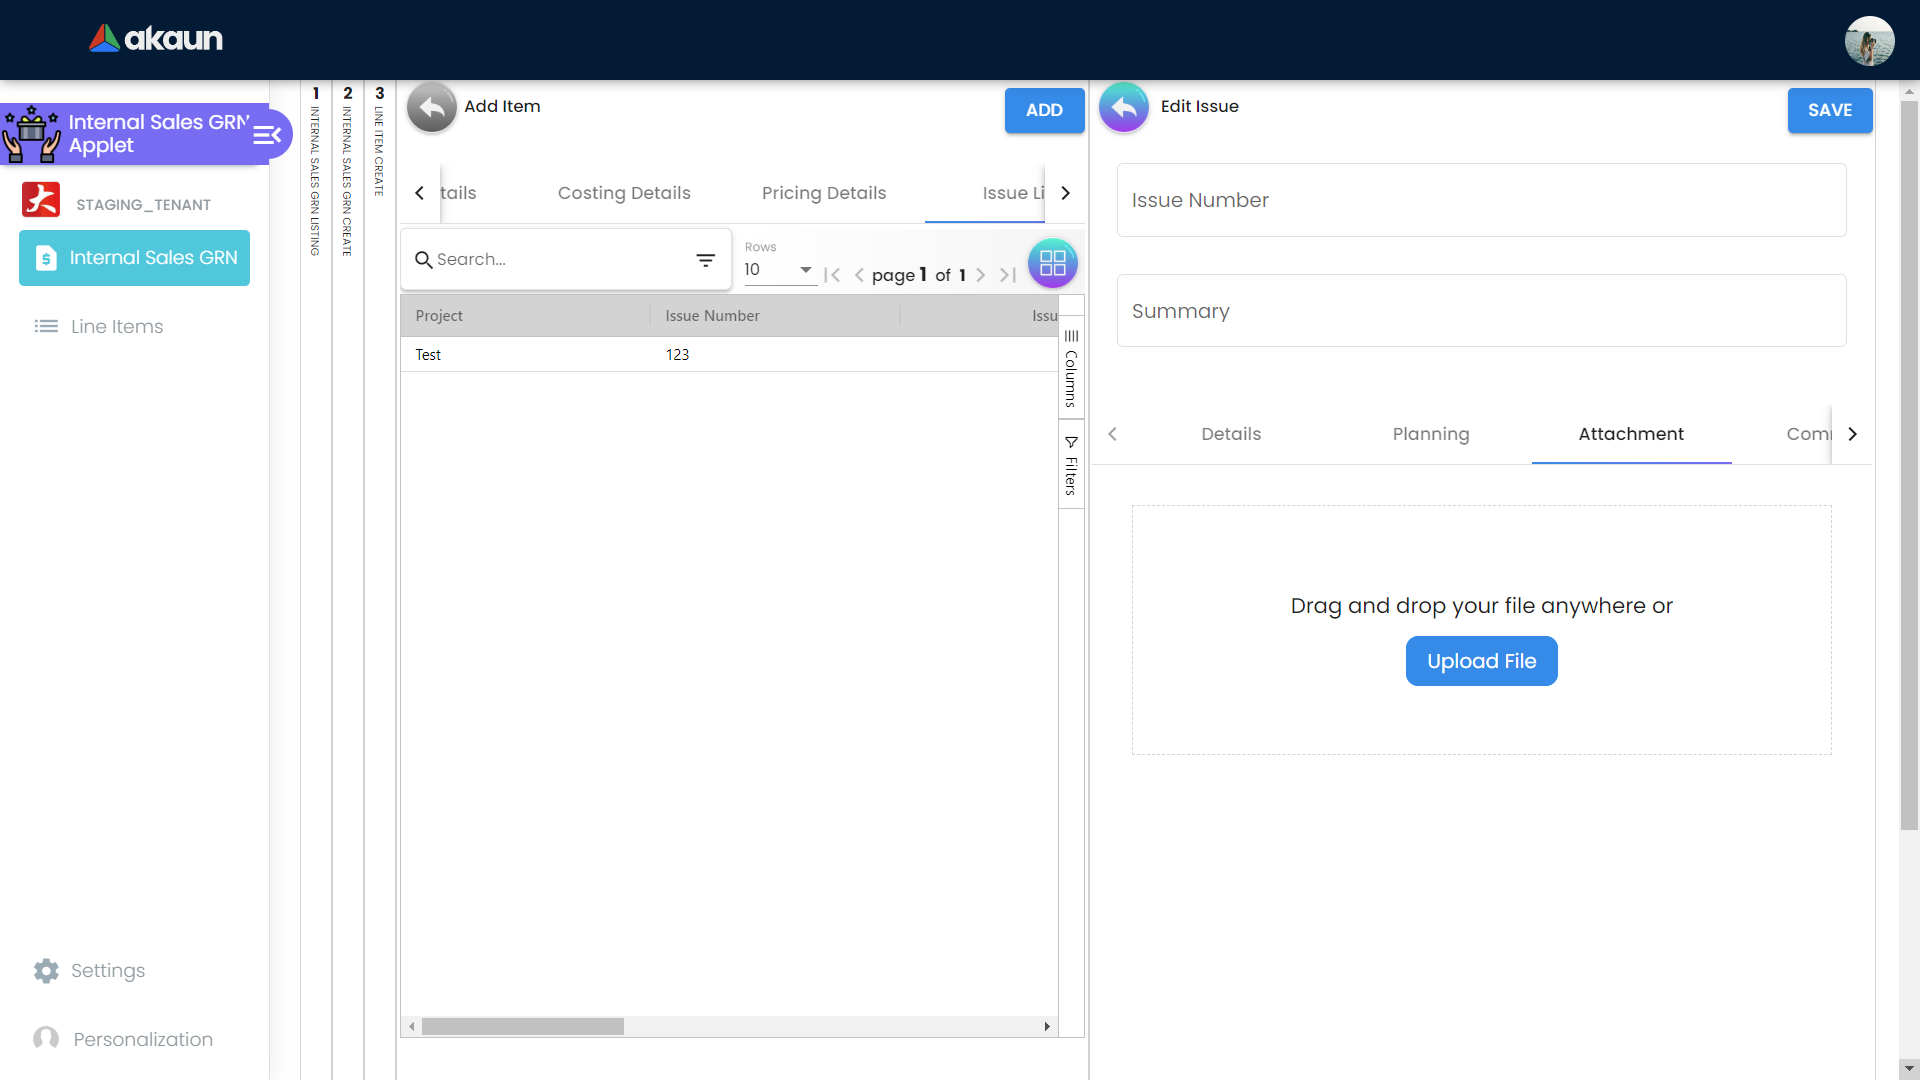 akaun
Internal Sales GRN
Applet
STAGING_TENANT
Internal Sales GRN
Line Items
Settings
Personalization
1
INTERNAL SALES GRN LISTING
2
INTERNAL SALES GRN CREATE
3
LINE ITEM CREATE
Add Item
ADD
tails
Costing Details
Pricing Details
Issue Li
Search...
Rows
10
page 1 of 1
Project
Issue Number
Issu
Test
123
Columns
Filters
Edit Issue
SAVE
Issue Number
Summary
Details
Planning
Attachment
Com
Drag and drop your file anywhere or
Upload File